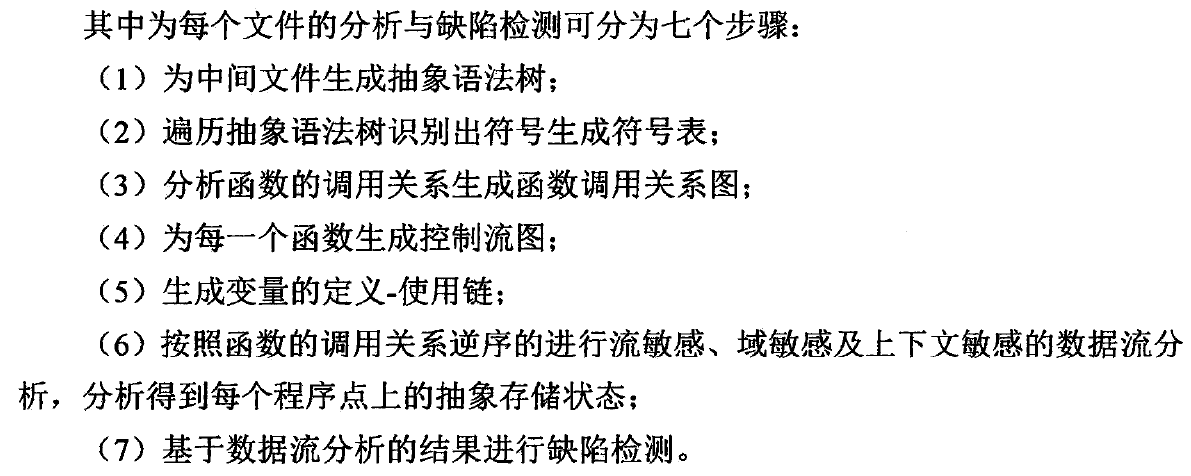 其中为每个文件的分析与缺陷检测可分为七个步骤：
（1）为中间文件生成抽象语法树；
（2）遍历抽象语法树识别出符号生成符号表；
（3）分析函数的调用关系生成函数调用关系图；
（4）为每一个函数生成控制流图；
（5）生成变量的定义-使用链；
（6）按照函数的调用关系逆序的进行流敏感、域敏感及上下文敏感的数据流分
析，分析得到每个程序点上的抽象存储状态；
（7）基于数据流分析的结果进行缺陷检测。